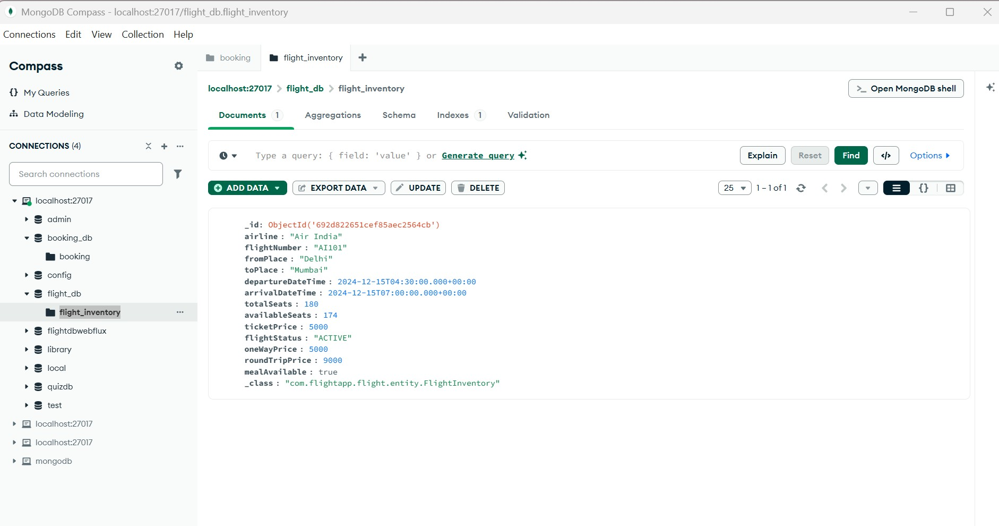 MongoDB Compass - localhost:27017/flight_db.flight_inventory
Connections Edit View Collection Help
Compass
{} My Queries
Data Modeling
CONNECTIONS (4)
Search connections
localhost:27017
admin
booking_db
booking
config
flight_db
flight_inventory
flightdbwebflux
library
local
quizdb
test
localhost:27017
localhost:27017
mongodb
booking flight_inventory
localhost:27017 > flight_db > flight_inventory
>_ Open MongoDB shell
Documents 1 Aggregations Schema Indexes 1 Validation
Type a query: { field: 'value' } or Generate query
Explain Reset Find </> Options
ADD DATA EXPORT DATA UPDATE DELETE
25 1 – 1 of 1 {}
_id: ObjectId('692d822651cef85aec2564cb')
airline : "Air India"
flightNumber : "AI101"
fromPlace : "Delhi"
toPlace : "Mumbai"
departureDateTime : 2024-12-15T04:30:00.000+00:00
arrivalDateTime : 2024-12-15T07:00:00.000+00:00
totalSeats : 180
availableSeats : 174
ticketPrice : 5000
flightStatus : "ACTIVE"
oneWayPrice : 5000
roundTripPrice : 9000
mealAvailable : true
_class : "com.flightapp.flight.entity.FlightInventory"